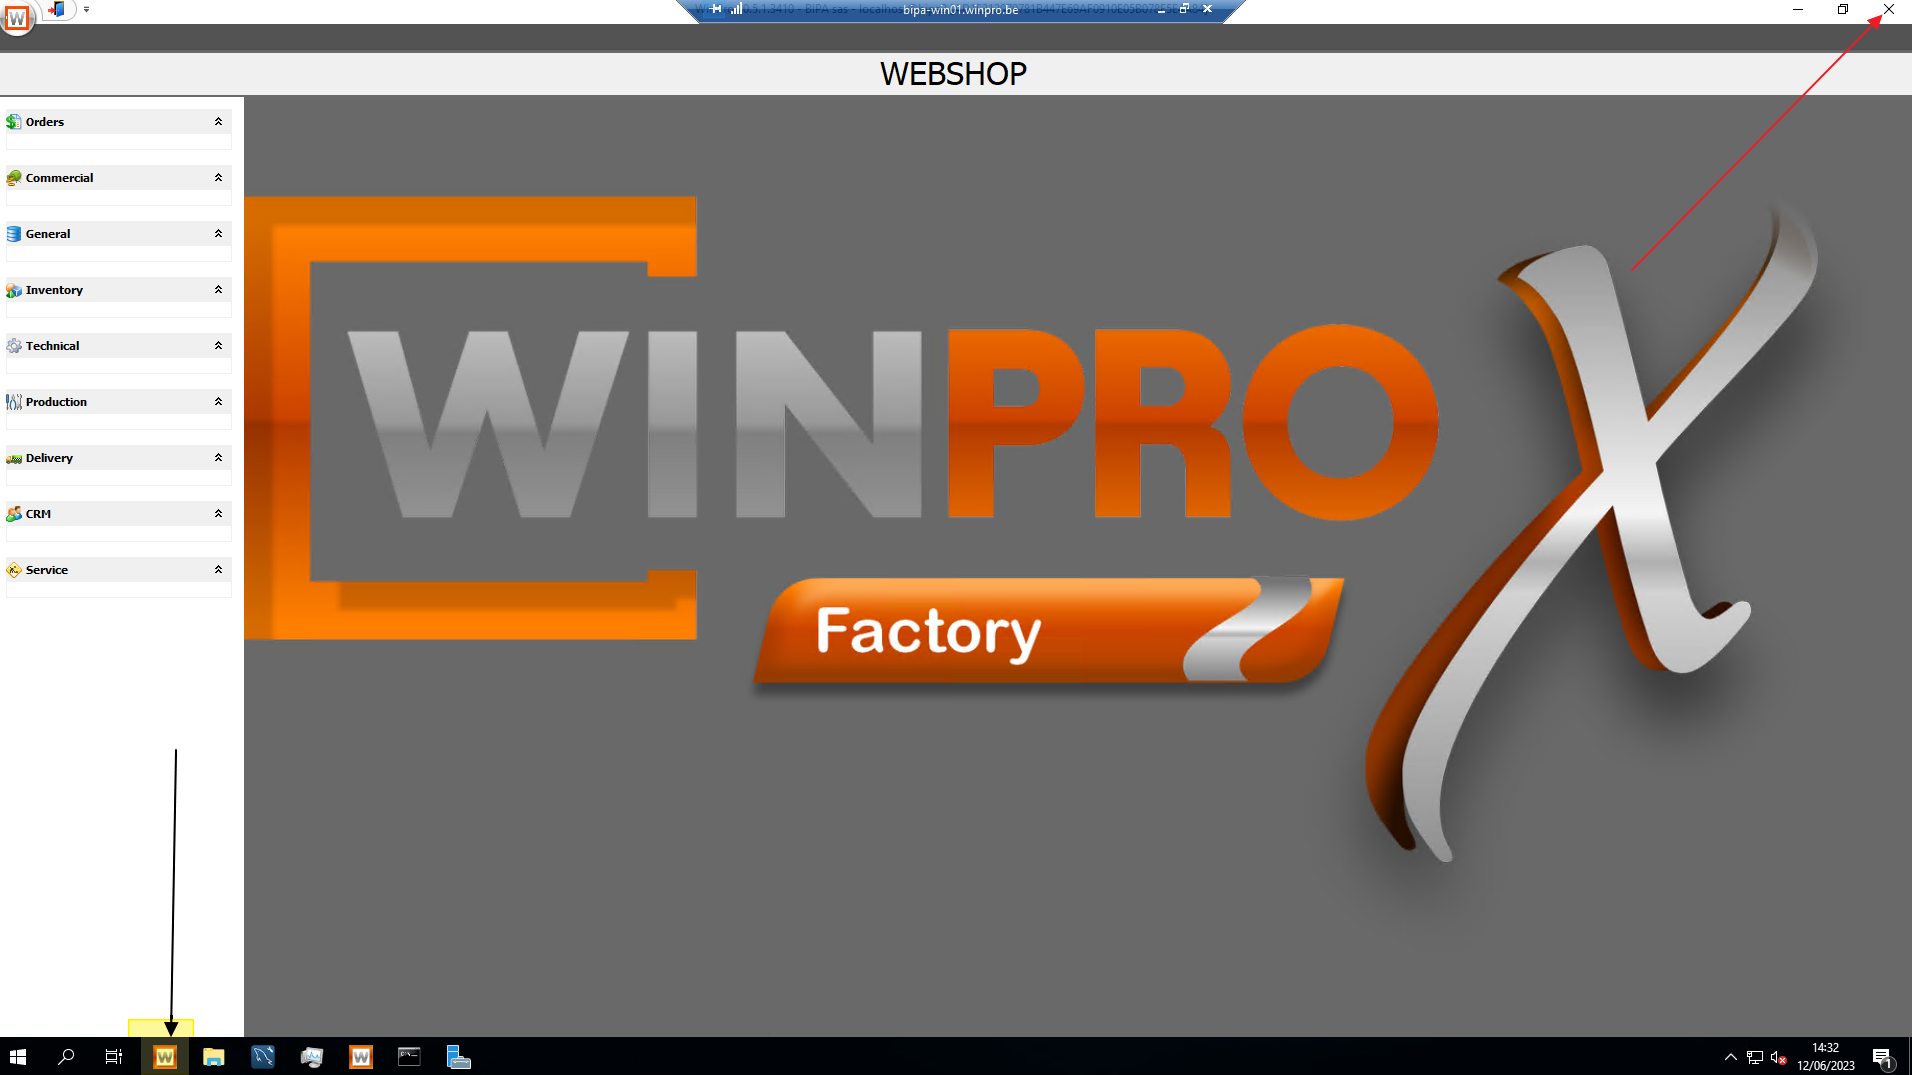 bipa-win01.winpro.be
WEBSHOP
Orders
Commercial
General
Inventory
Technical
Production
Delivery
CRM
Service
WINPRO X
Factory
14:32
12/06/2023
1